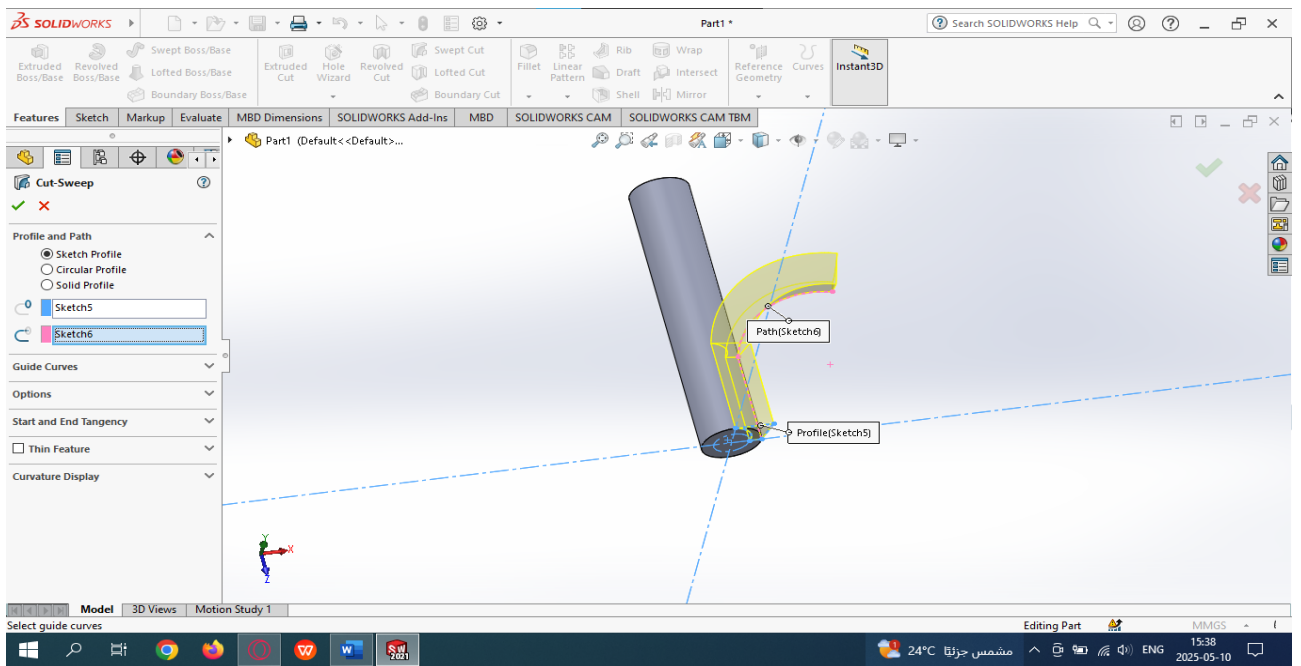 SOLIDWORKS
Part1 *
Search SOLIDWORKS Help
Extruded Boss/Base
Revolved Boss/Base
Swept Boss/Base
Lofted Boss/Base
Boundary Boss/Base
Extruded Cut
Hole Wizard
Revolved Cut
Swept Cut
Lofted Cut
Boundary Cut
Fillet
Linear Pattern
Rib
Draft
Shell
Wrap
Intersect
Mirror
Reference Geometry
Curves
Instant3D
Features Sketch Markup Evaluate MBD Dimensions SOLIDWORKS Add-Ins MBD SOLIDWORKS CAM SOLIDWORKS CAM TBM
Part1 (Default<<Default>...
Cut-Sweep
Profile and Path
Sketch Profile
Circular Profile
Solid Profile
Sketch5
Sketch6
Guide Curves
Options
Start and End Tangency
Thin Feature
Curvature Display
Path(Sketch6)
Profile(Sketch5)
Y
X
Z
Model 3D Views Motion Study 1
Select guide curves
Editing Part
MMGS
W
SW
2021
24°C مشمس جزئيًا
ENG
15:38
2025-05-10